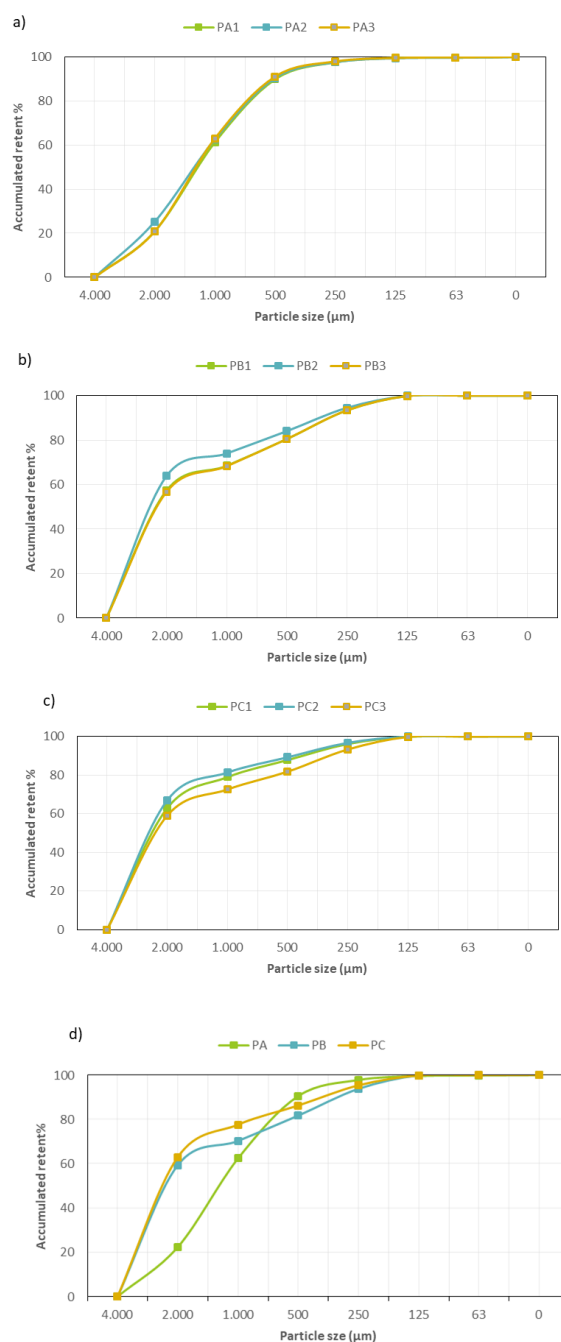 a)
PA1 PA2 PA3
100
80
60
40
20
0
Accumulated retent %
4.000 2.000 1.000 500 250 125 63 0
Particle size (µm)
b)
PB1 PB2 PB3
100
80
60
40
20
0
Accumulated retent %
4.000 2.000 1.000 500 250 125 63 0
Particle size (µm)
c)
PC1 PC2 PC3
100
80
60
40
20
0
Accumulated retent %
4.000 2.000 1.000 500 250 125 63 0
Particle size (µm)
d)
PA PB PC
100
80
60
40
20
0
Accumulated retent%
4.000 2.000 1.000 500 250 125 63 0
Particle size (µm)